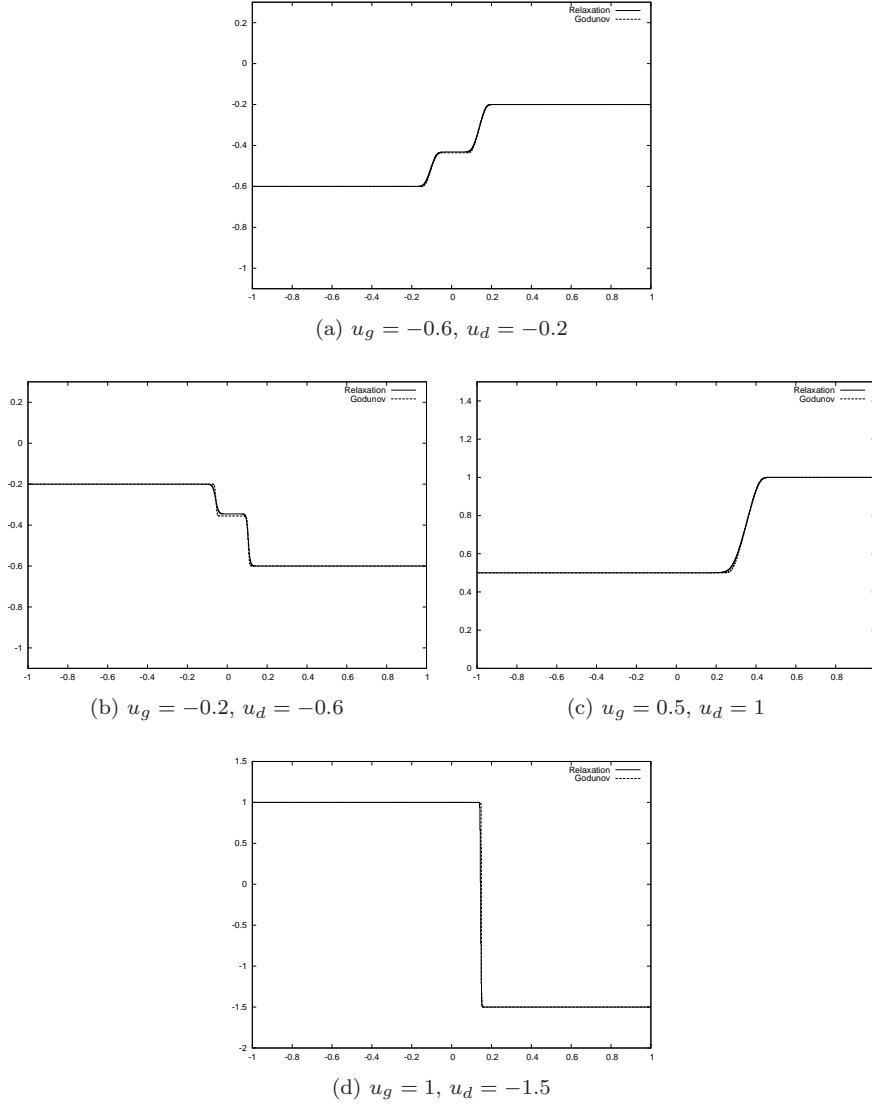 Relaxation
Godunov
0.2
0
-0.2
-0.4
-0.6
-0.8
-1
-1 -0.8 -0.6 -0.4 -0.2 0 0.2 0.4 0.6 0.8 1
(a) u_g = −0.6, u_d = −0.2
Relaxation
Godunov
0.2
0
-0.2
-0.4
-0.6
-0.8
-1
-1 -0.8 -0.6 -0.4 -0.2 0 0.2 0.4 0.6 0.8 1
(b) u_g = −0.2, u_d = −0.6
Relaxation
Godunov
1.4
1.2
1
0.8
0.6
0.4
0.2
0
-1 -0.8 -0.6 -0.4 -0.2 0 0.2 0.4 0.6 0.8
(c) u_g = 0.5, u_d = 1
Relaxation
Godunov
1.5
1
0.5
0
-0.5
-1
-1.5
-2
-1 -0.8 -0.6 -0.4 -0.2 0 0.2 0.4 0.6 0.8 1
(d) u_g = 1, u_d = −1.5